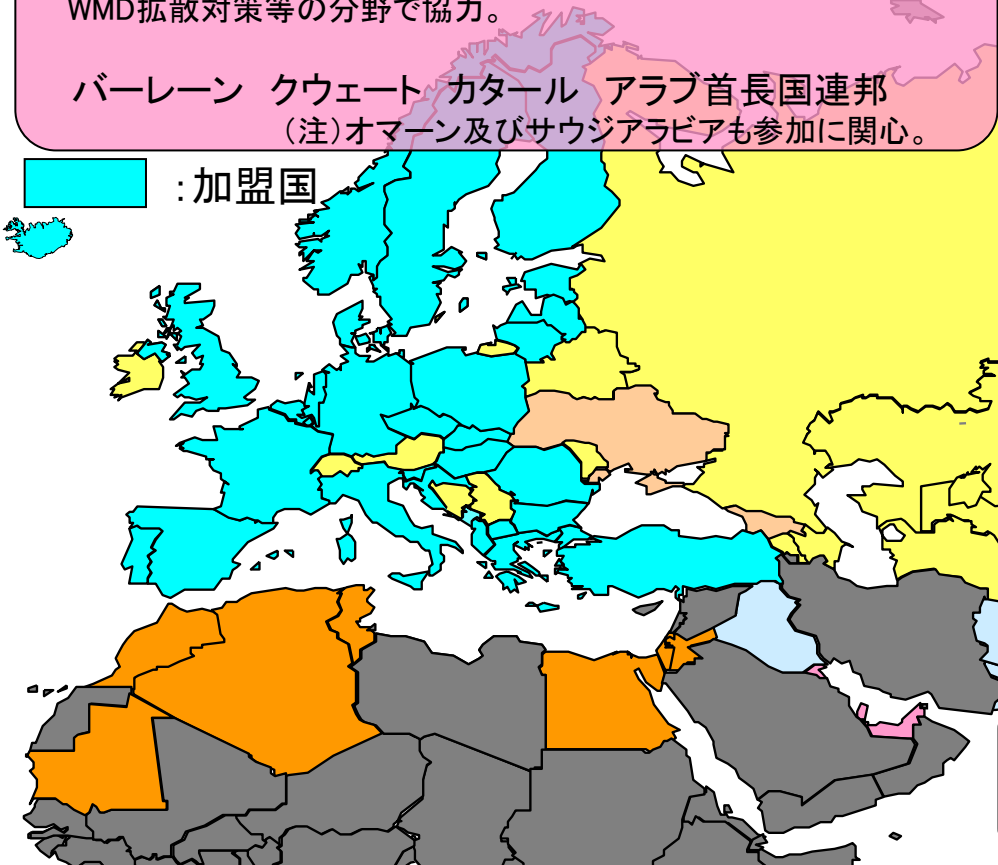 WMD拡散対策等の分野で協力。
バーレーン　クウェート　カタール　アラブ首長国連邦
（注）オマーン及びサウジアラビアも参加に関心。
：加盟国